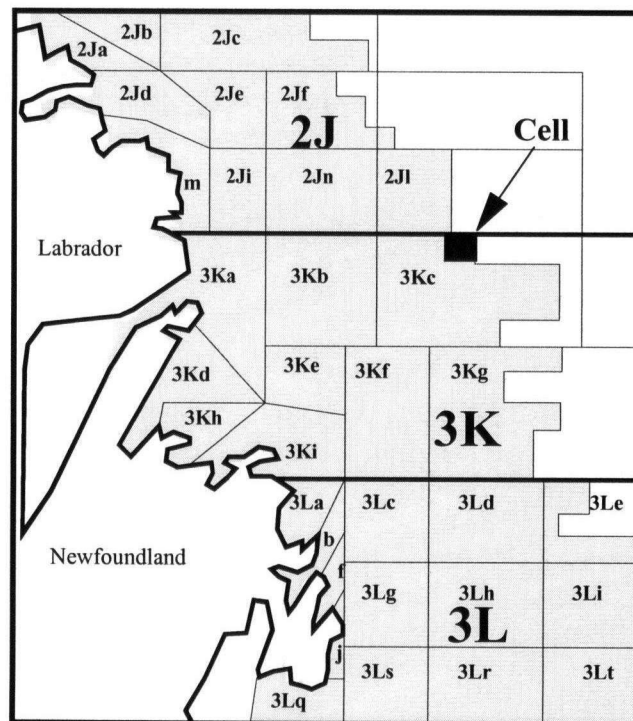 2Ja
2Jb
2Jc
2Jd
2Je
2Jf
2J
Cell
m
2Ji
2Jn
2Jl
Labrador
3Ka
3Kb
3Kc
3Kd
3Ke
3Kf
3Kg
3Kh
3K
3Ki
3La
3Lc
3Ld
3Le
b
Newfoundland
f
3Lg
3Lh
3Li
3L
j
3Ls
3Lr
3Lt
3Lq